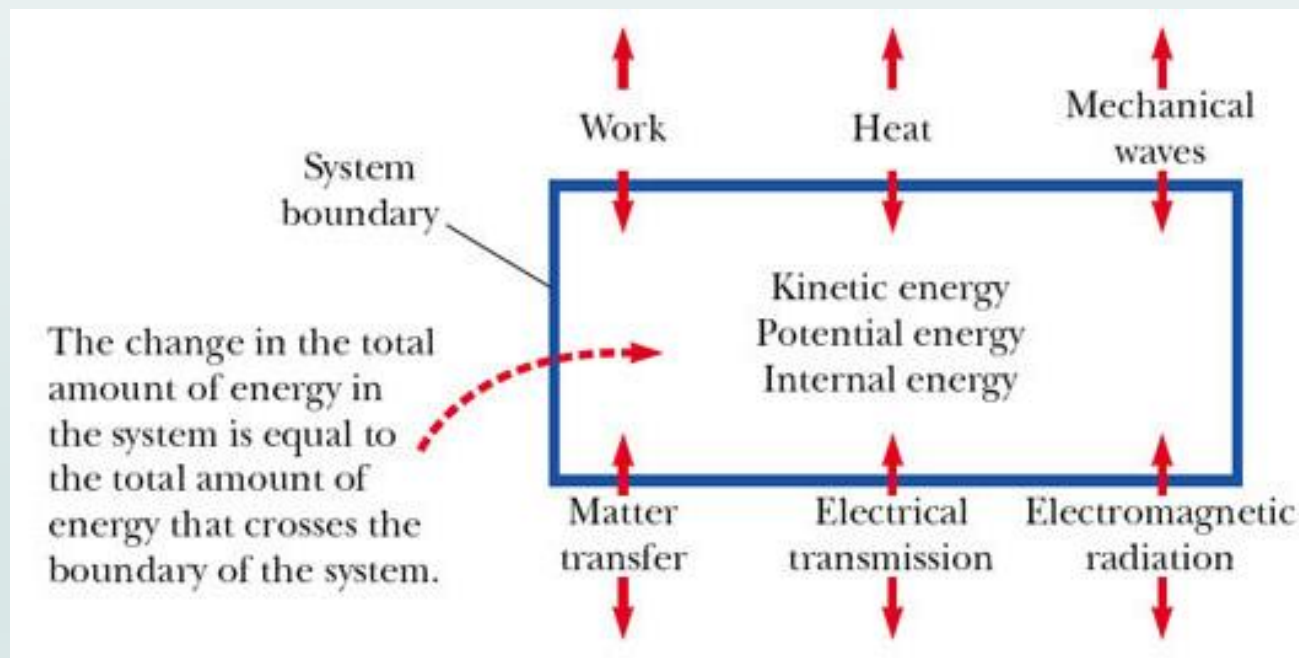 Work
Heat
Mechanical
waves
System
boundary
Kinetic energy
Potential energy
Internal energy
The change in the total
amount of energy in
the system is equal to
the total amount of
energy that crosses the
boundary of the system.
Matter
transfer
Electrical
transmission
Electromagnetic
radiation